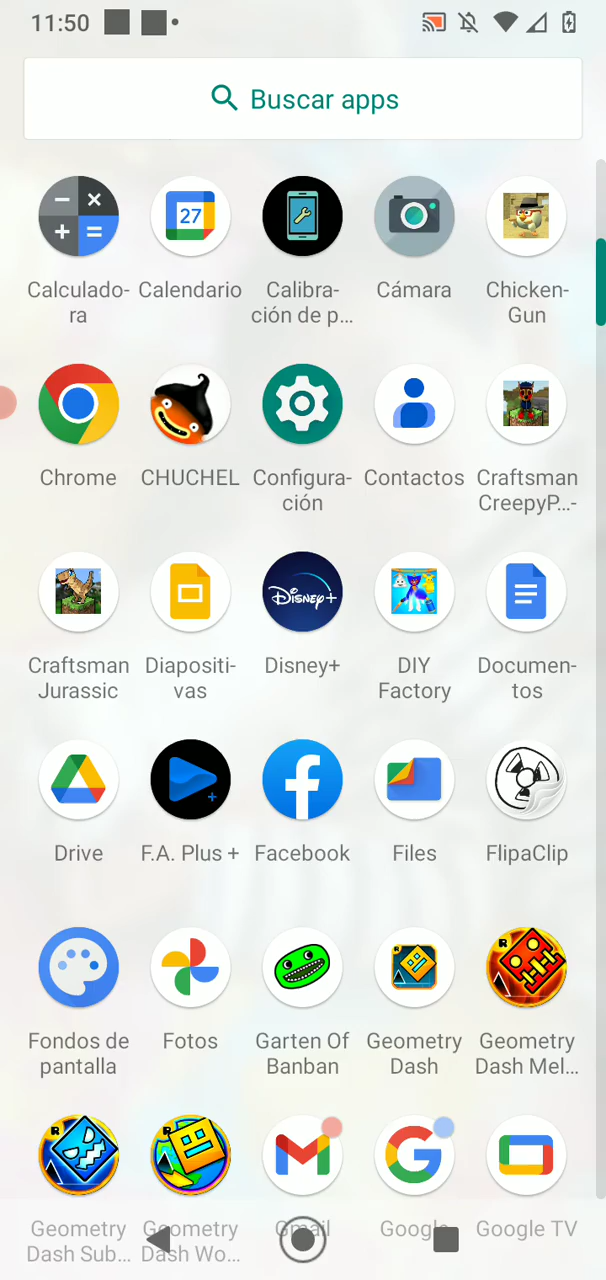 11:50
Buscar apps
27
Calculado-
ra
Calendario
Calibra-
ción de p...
Cámara
Chicken-
Gun
Chrome
CHUCHEL
Configura-
ción
Contactos
Craftsman
CreepyP...-
Disney+
Craftsman
Jurassic
Diapositi-
vas
Disney+
DIY
Factory
Documen-
tos
Drive
F.A. Plus +
Facebook
Files
FlipaClip
Fondos de
pantalla
Fotos
Garten Of
Banban
Geometry
Dash
Geometry
Dash Mel...
Geometry
Dash Sub...
Geometry
Dash Wo...
Gmail
Google
Google TV